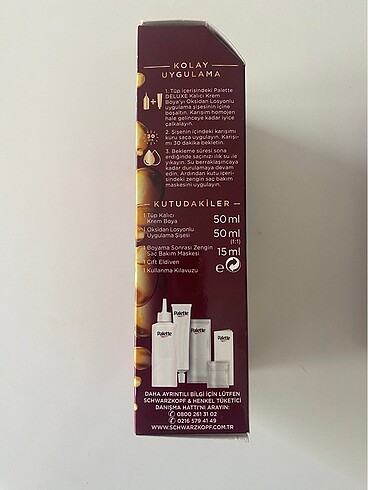 KOLAY
UYGULAMA
1. Tüp içerisindeki Palette
DELUXE Kalıcı Krem
Boya'yı Oksidan Losyonlu
uygulama şişesinin içine
boşaltın. Karışım homojen
hale gelinceye kadar iyice
çalkalayın.
2. Şişenin içindeki karışımı
kuru saça uygulayın. Karışı-
mı 30 dakika bekletin.
3. Bekleme süresi sona
erdiğinde saçınızı ılık su ile
yıkayın. Su berraklaşıncaya
kadar durulamaya devam
edin. Ardından kutu içeri-
sindeki zengin saç bakım
maskesini uygulayın.
30
KUTUDAKİLER
1 Tüp Kalıcı
Krem Boya 50 ml
1 Oksidan Losyonlu
Uygulama Şişesi 50 ml
(1:1)
1 Boyama Sonrası Zengin
Saç Bakım Maskesi 15 ml
1 Çift Eldiven
1 Kullanma Kılavuzu
e
Palette
Palette
Palette
Palette
DAHA AYRINTILI BİLGİ İÇİN LÜTFEN
SCHWARZKOPF & HENKEL TÜKETİCİ
DANIŞMA HATTI'NI ARAYIN:
0800 261 31 02
0216 579 41 49
WWW.SCHWARZKOPF.COM.TR